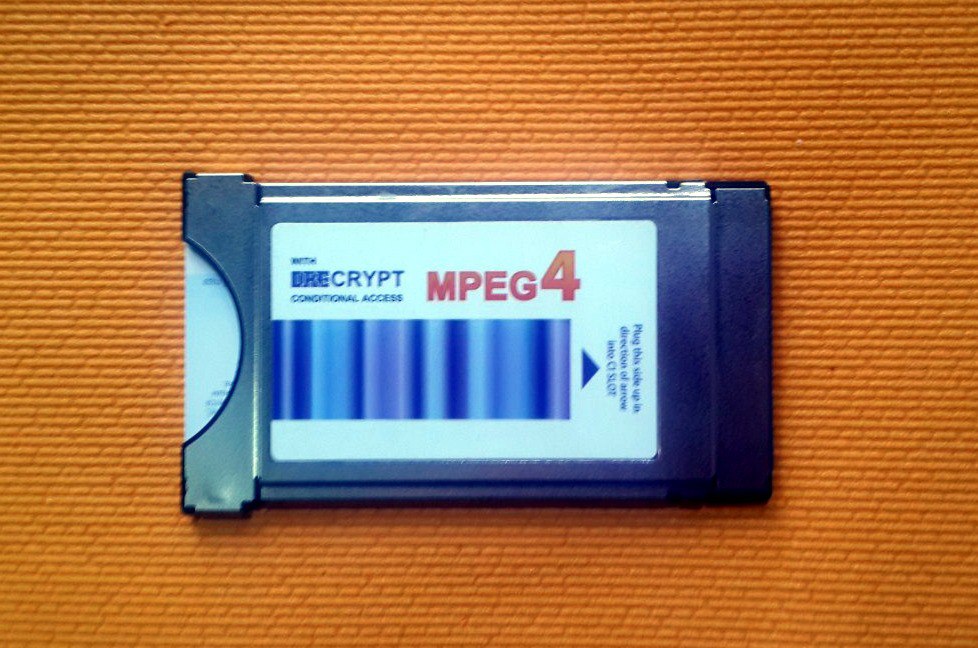 WITH
DRECRYPT
CONDITIONAL ACCESS
MPEG4
Plug this side up in
direction of arrow
into CI SLOT